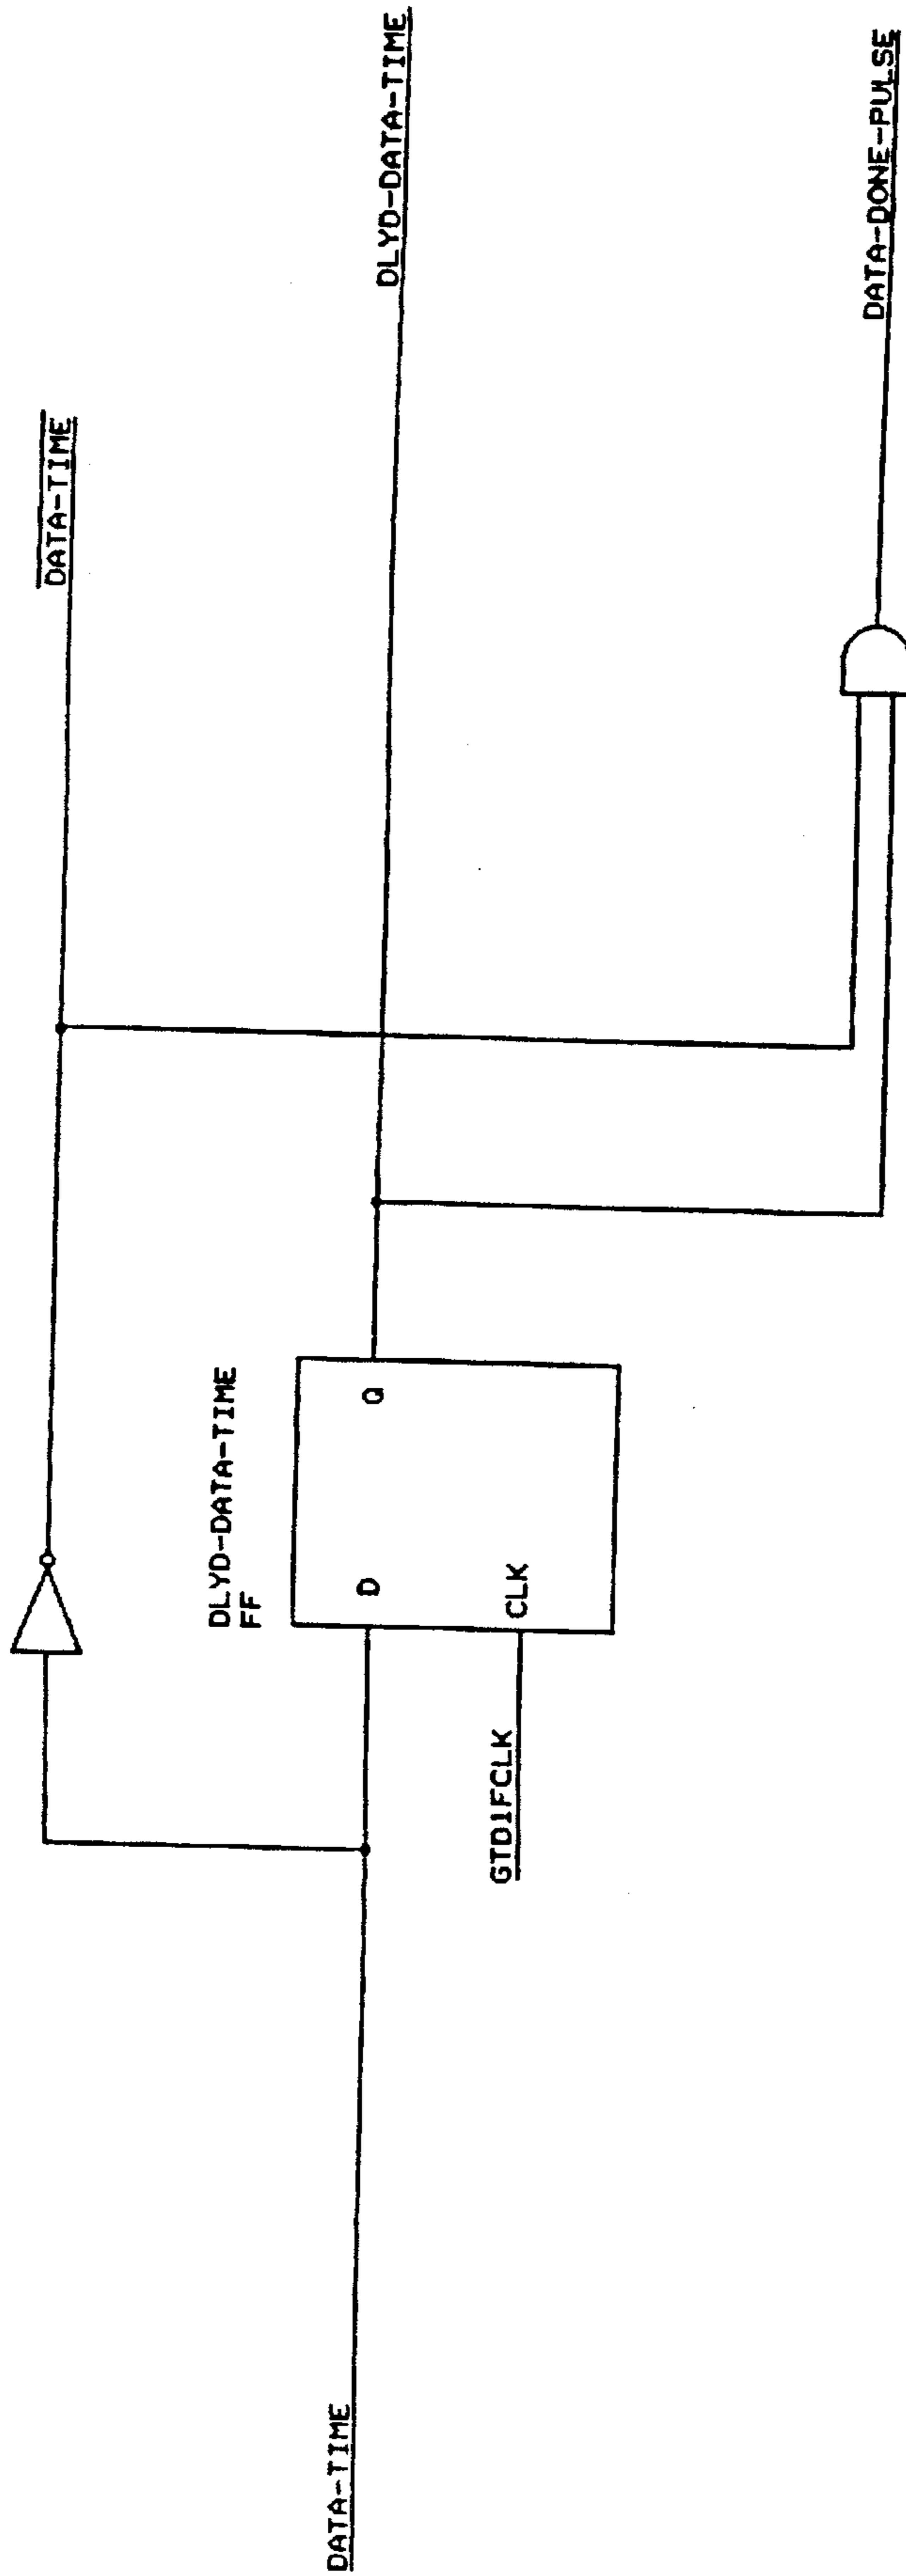 DATA-TIME
DLYD-DATA-TIME
FF
D
Q
CLK
GTD1FCLK
DATA-TIME
DLYD-DATA-TIME
DATA-DONE-PULSE